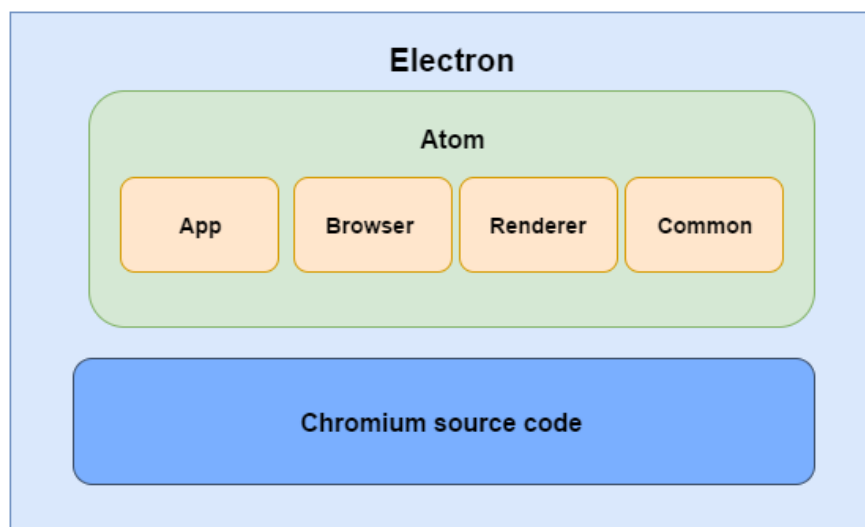 Electron
Atom
App
Browser
Renderer
Common
Chromium source code